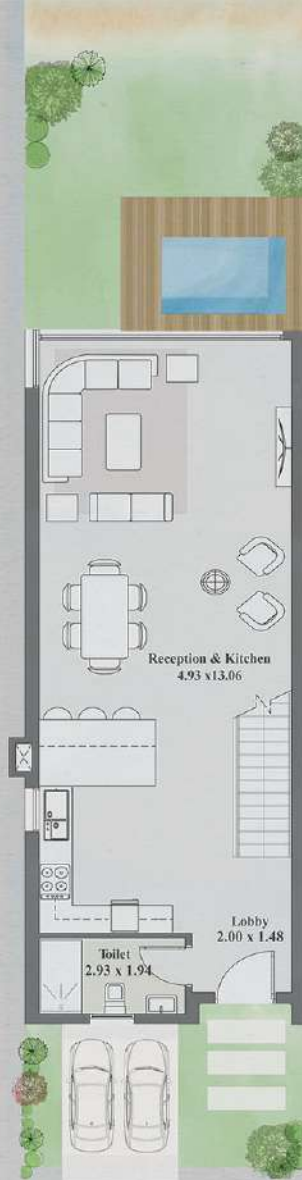 Reception & Kitchen
4.93 x13.06
Lobby
2.00 x 1.48
Toilet
2.93 x 1.94